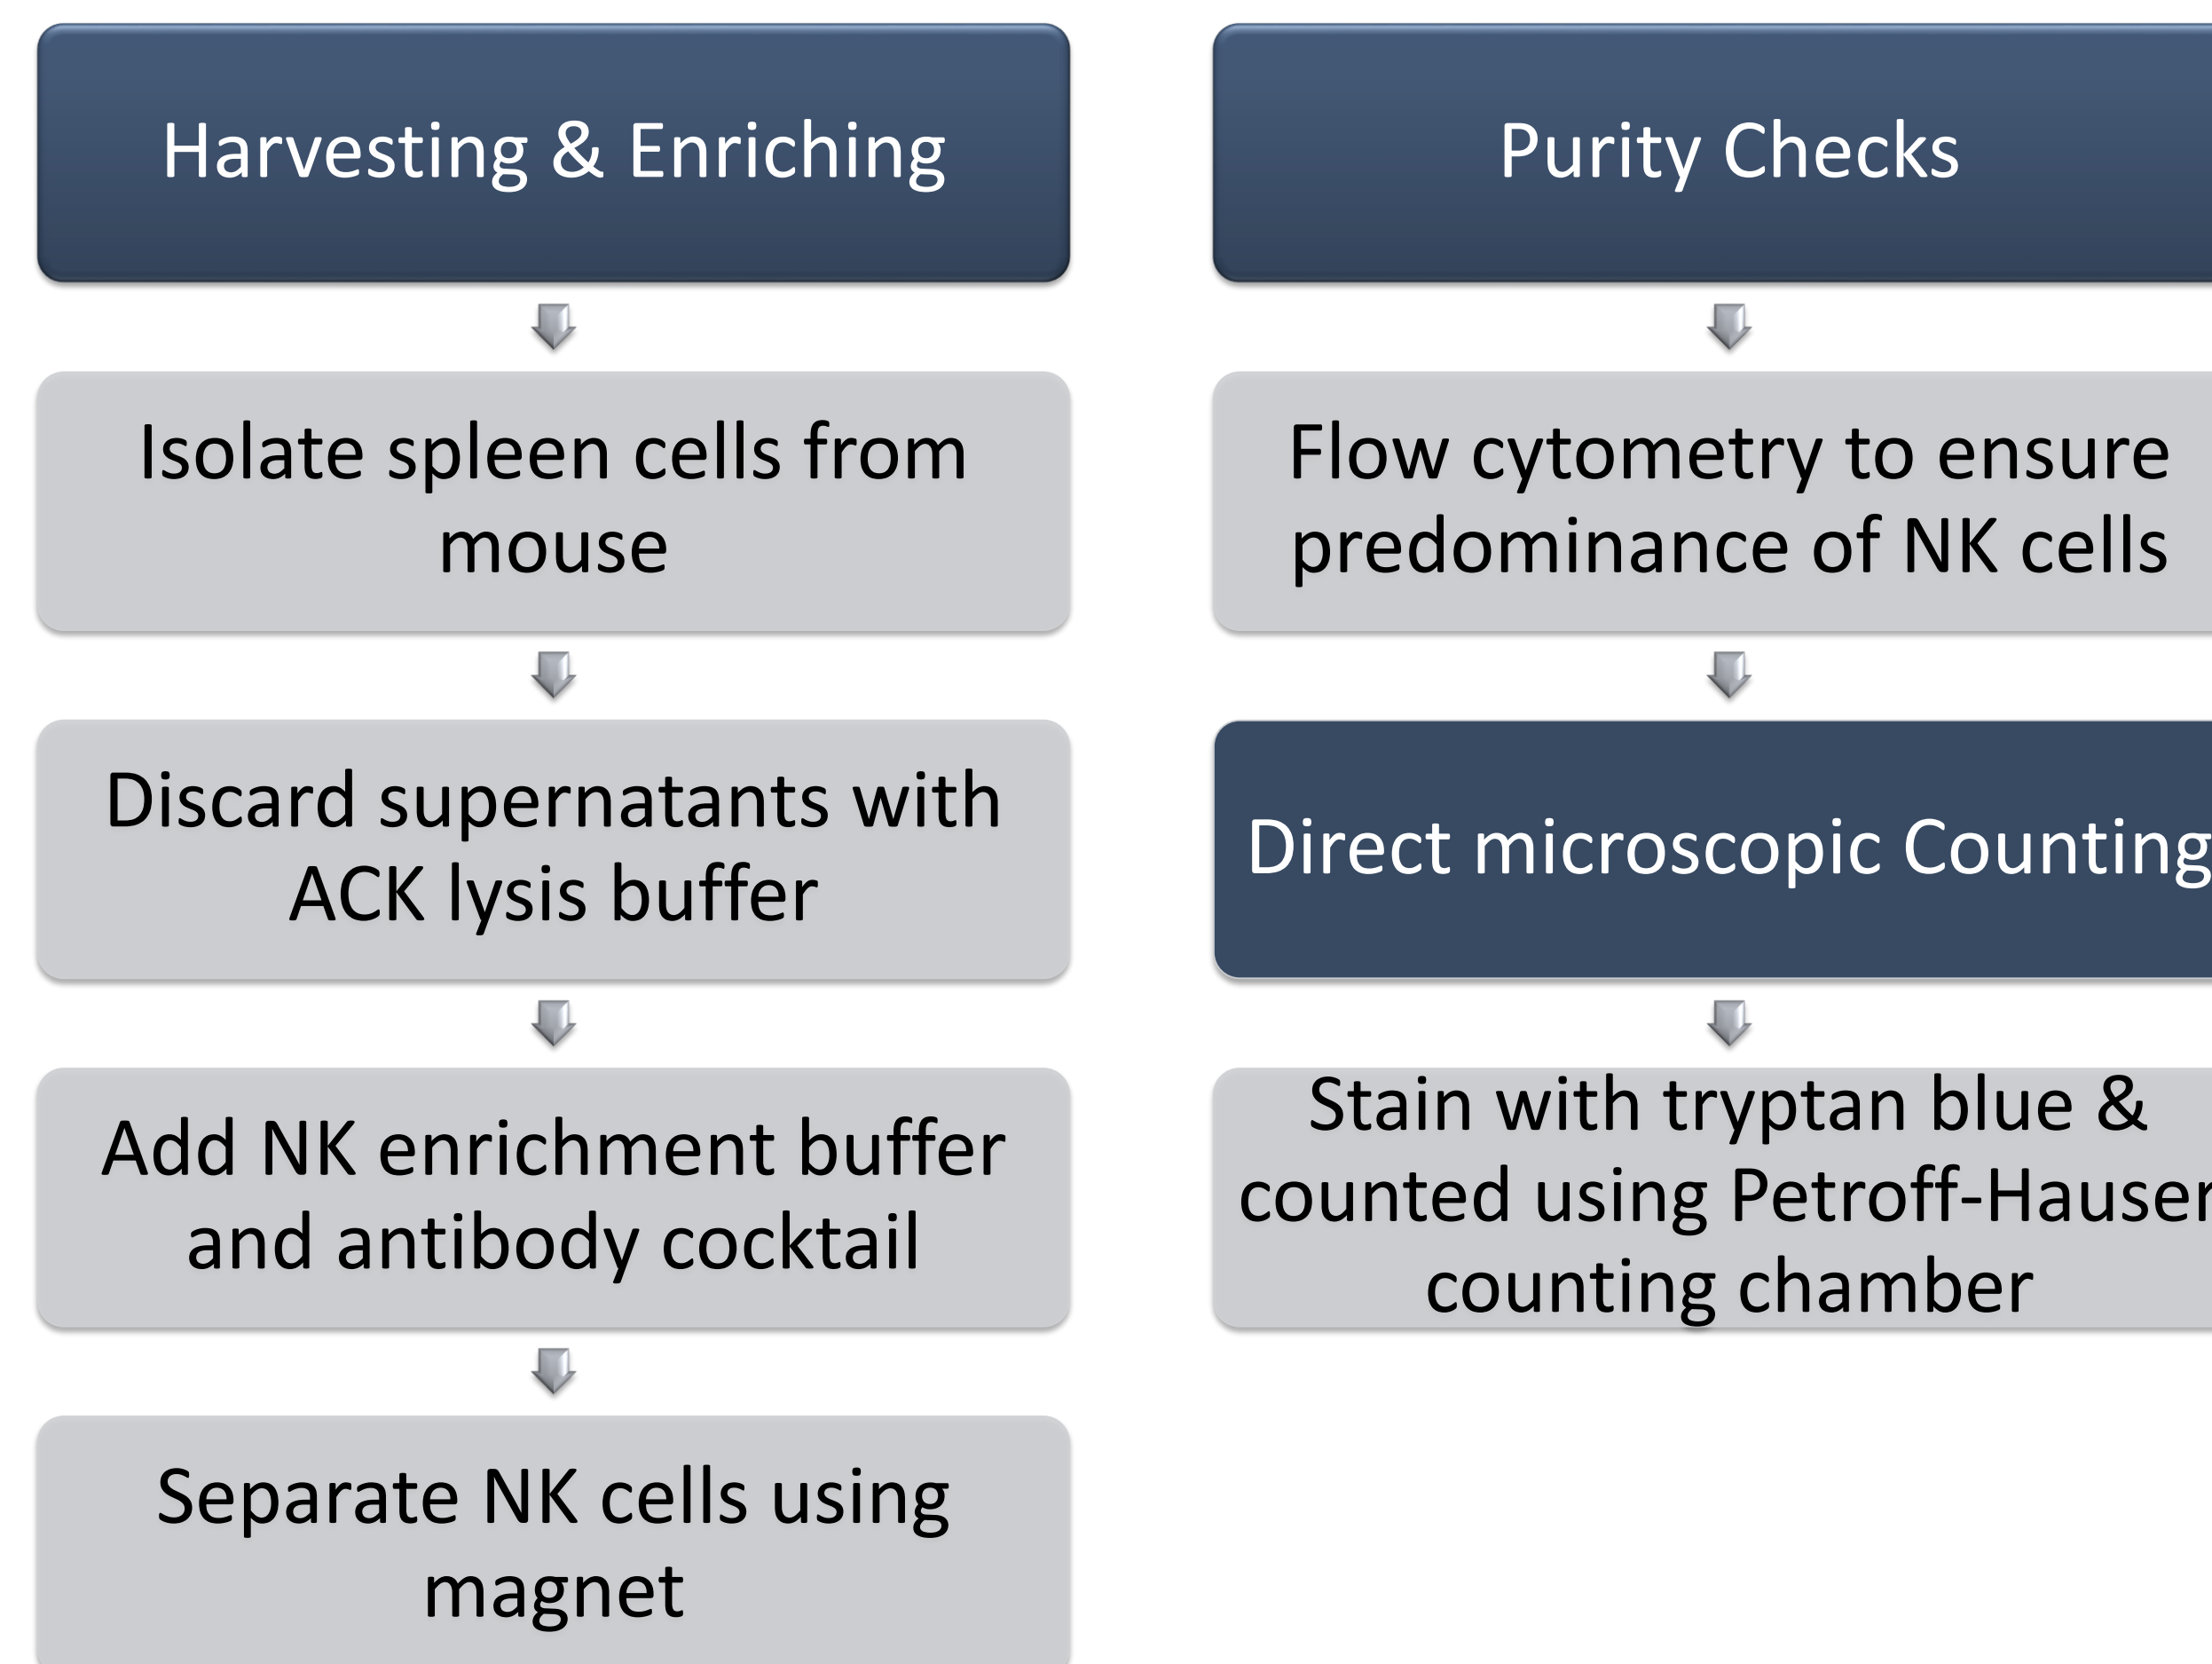 Harvesting & Enriching
Isolate spleen cells from
mouse
Discard supernatants with
ACK lysis buffer
Add NK enrichment buffer
and antibody cocktail
Separate NK cells using
magnet
Purity Checks
Flow cytometry to ensure
predominance of NK cells
Direct microscopic Counting
Stain with tryptan blue &
counted using Petroff-Hauser
counting chamber